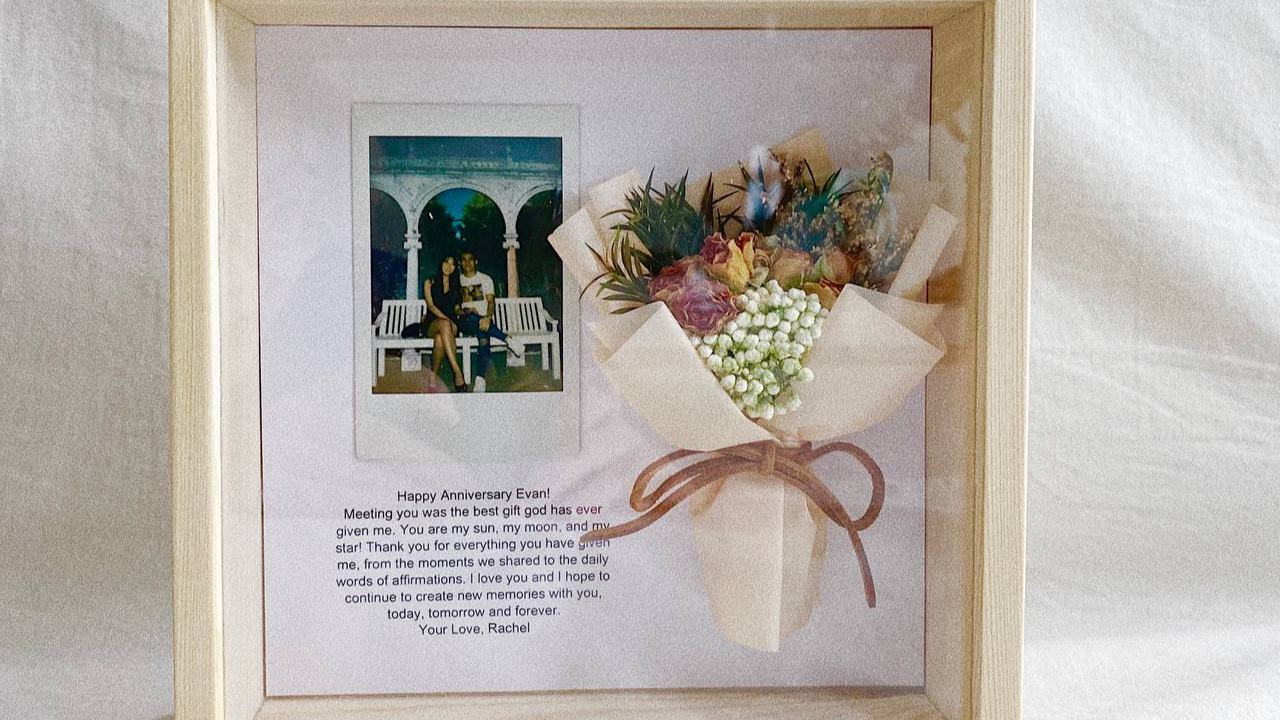 Happy Anniversary Evan!
Meeting you was the best gift god has ever
given me. You are my sun, my moon, and my
star! Thank you for everything you have given
me, from the moments we shared to the daily
words of affirmations. I love you and I hope to
continue to create new memories with you,
today, tomorrow and forever.
Your Love, Rachel